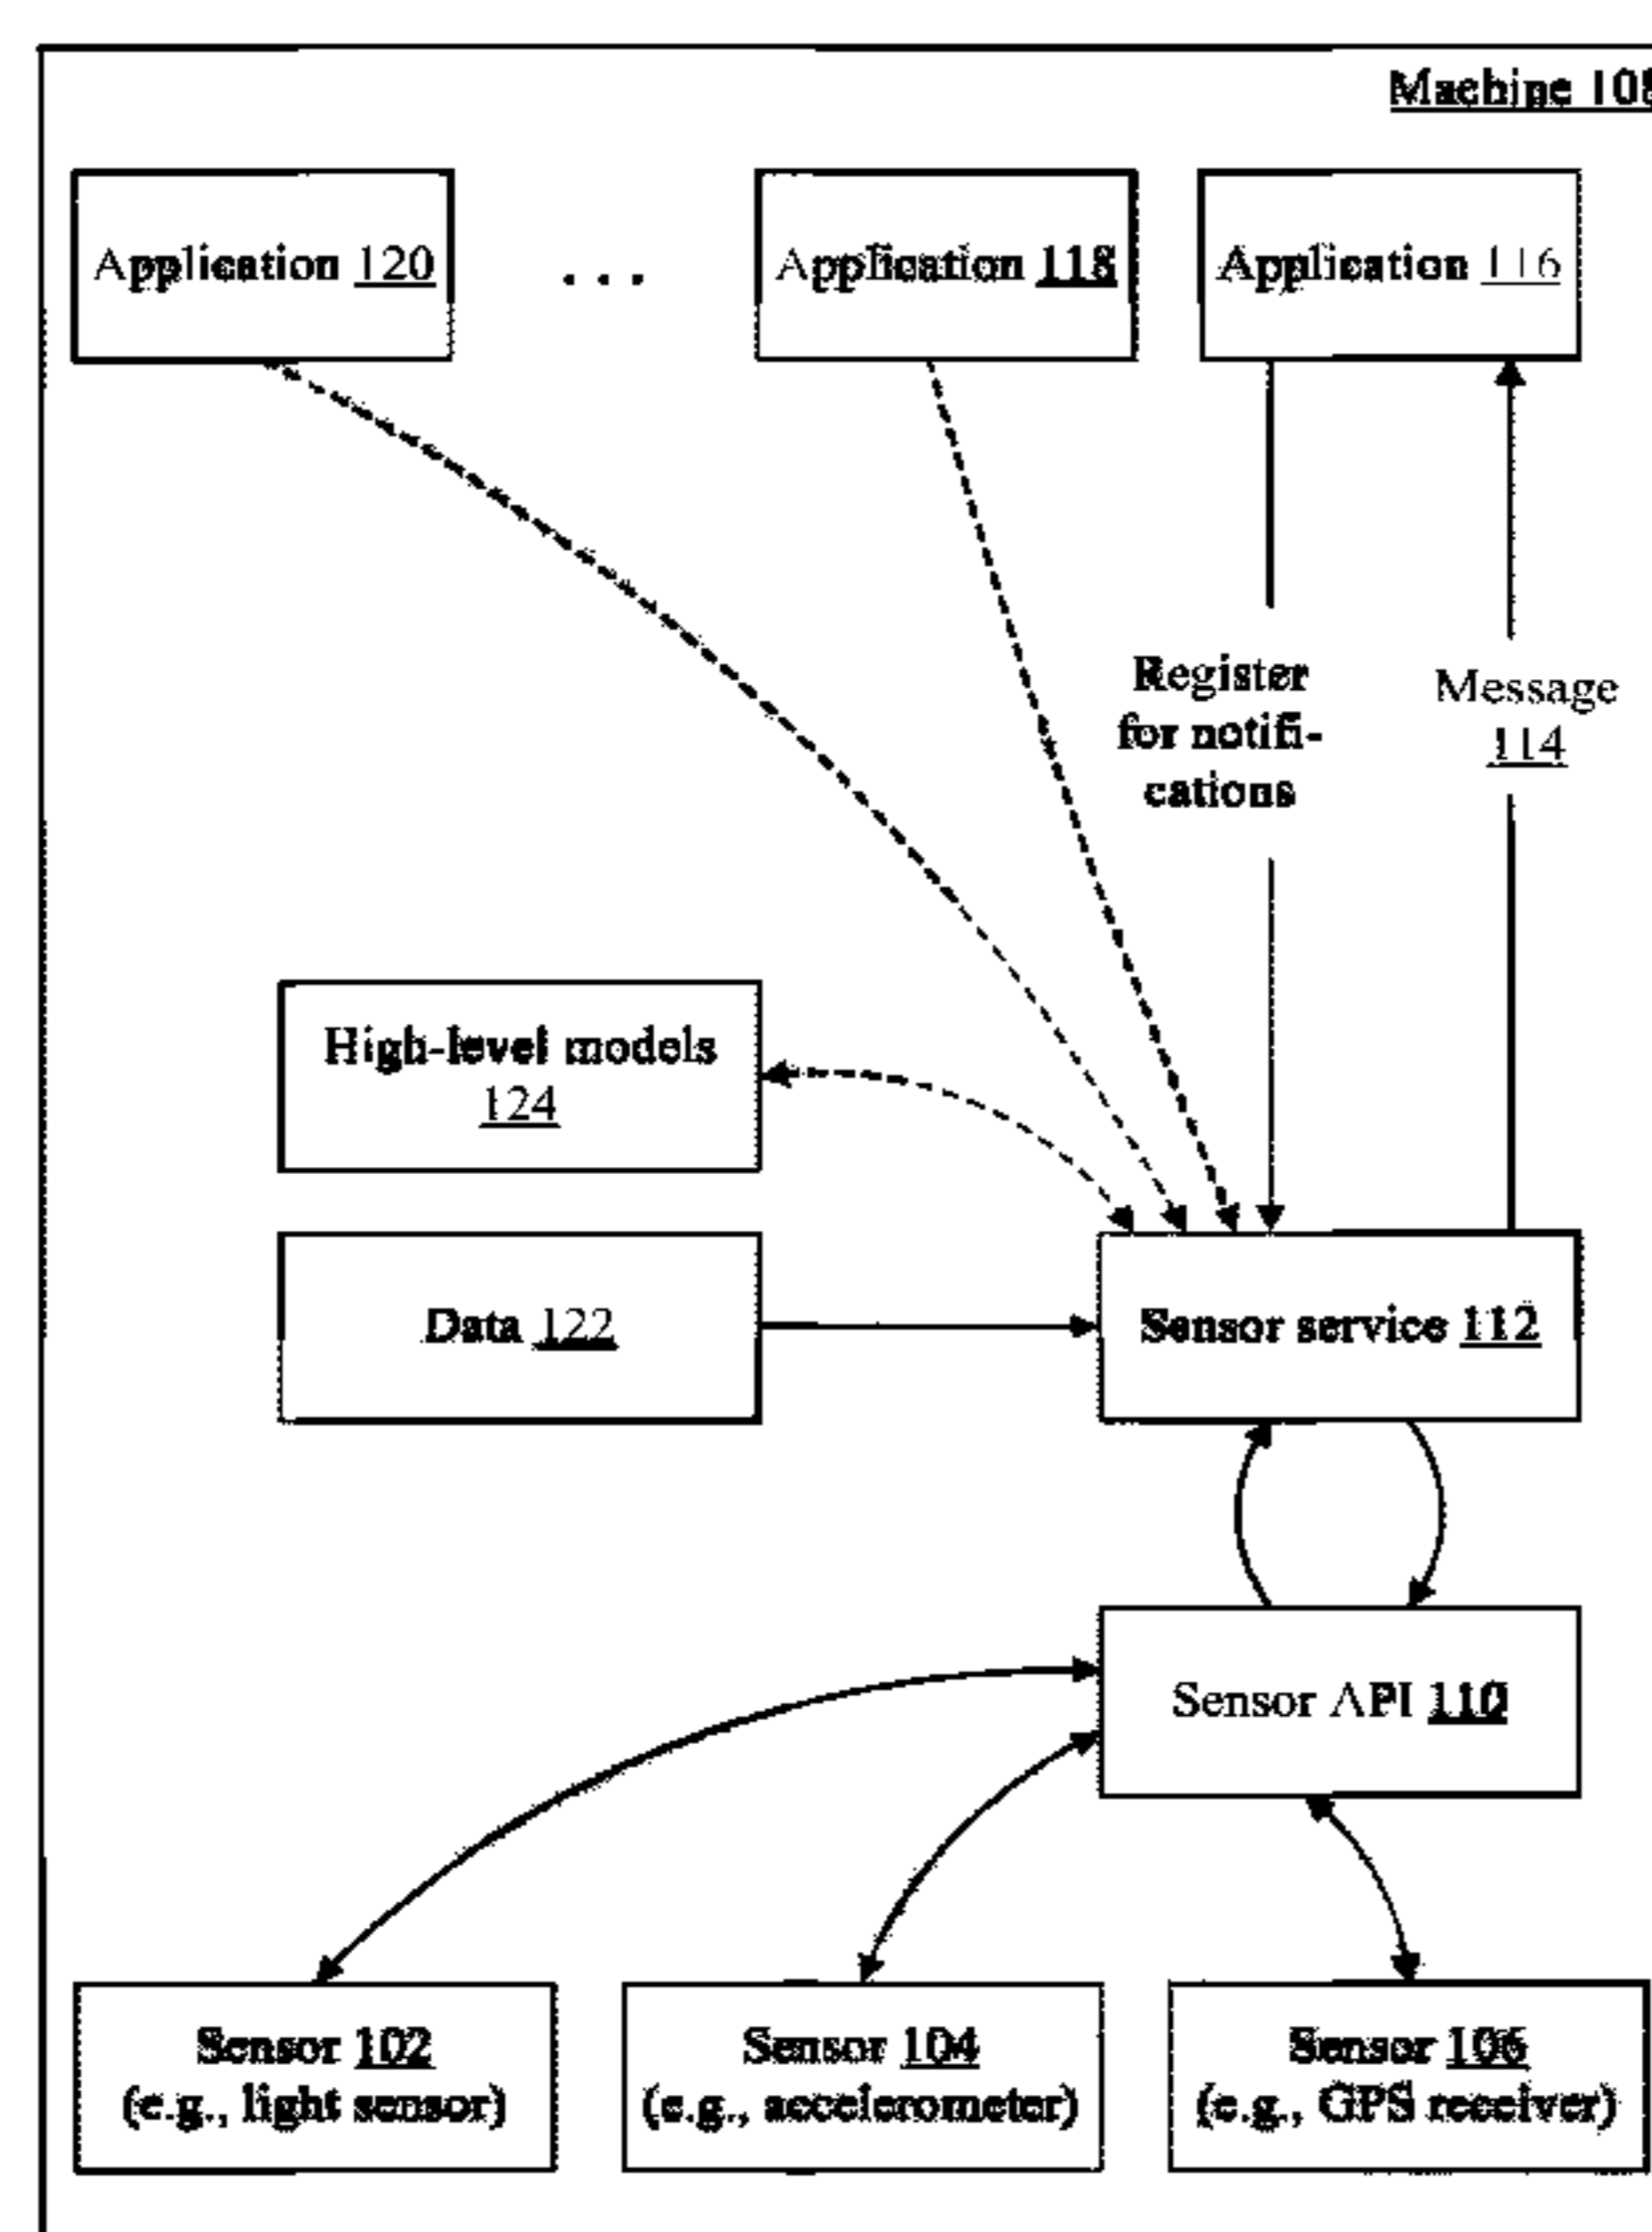 Machine 108
Application 120
. . .
Application 118
Application 116
Register
for notifi-
cations
Message
114
High-level models
124
Data 122
Sensor service 112
Sensor API 110
Sensor 102
(e.g., light sensor)
Sensor 104
(e.g., accelerometer)
Sensor 106
(e.g., GPS receiver)